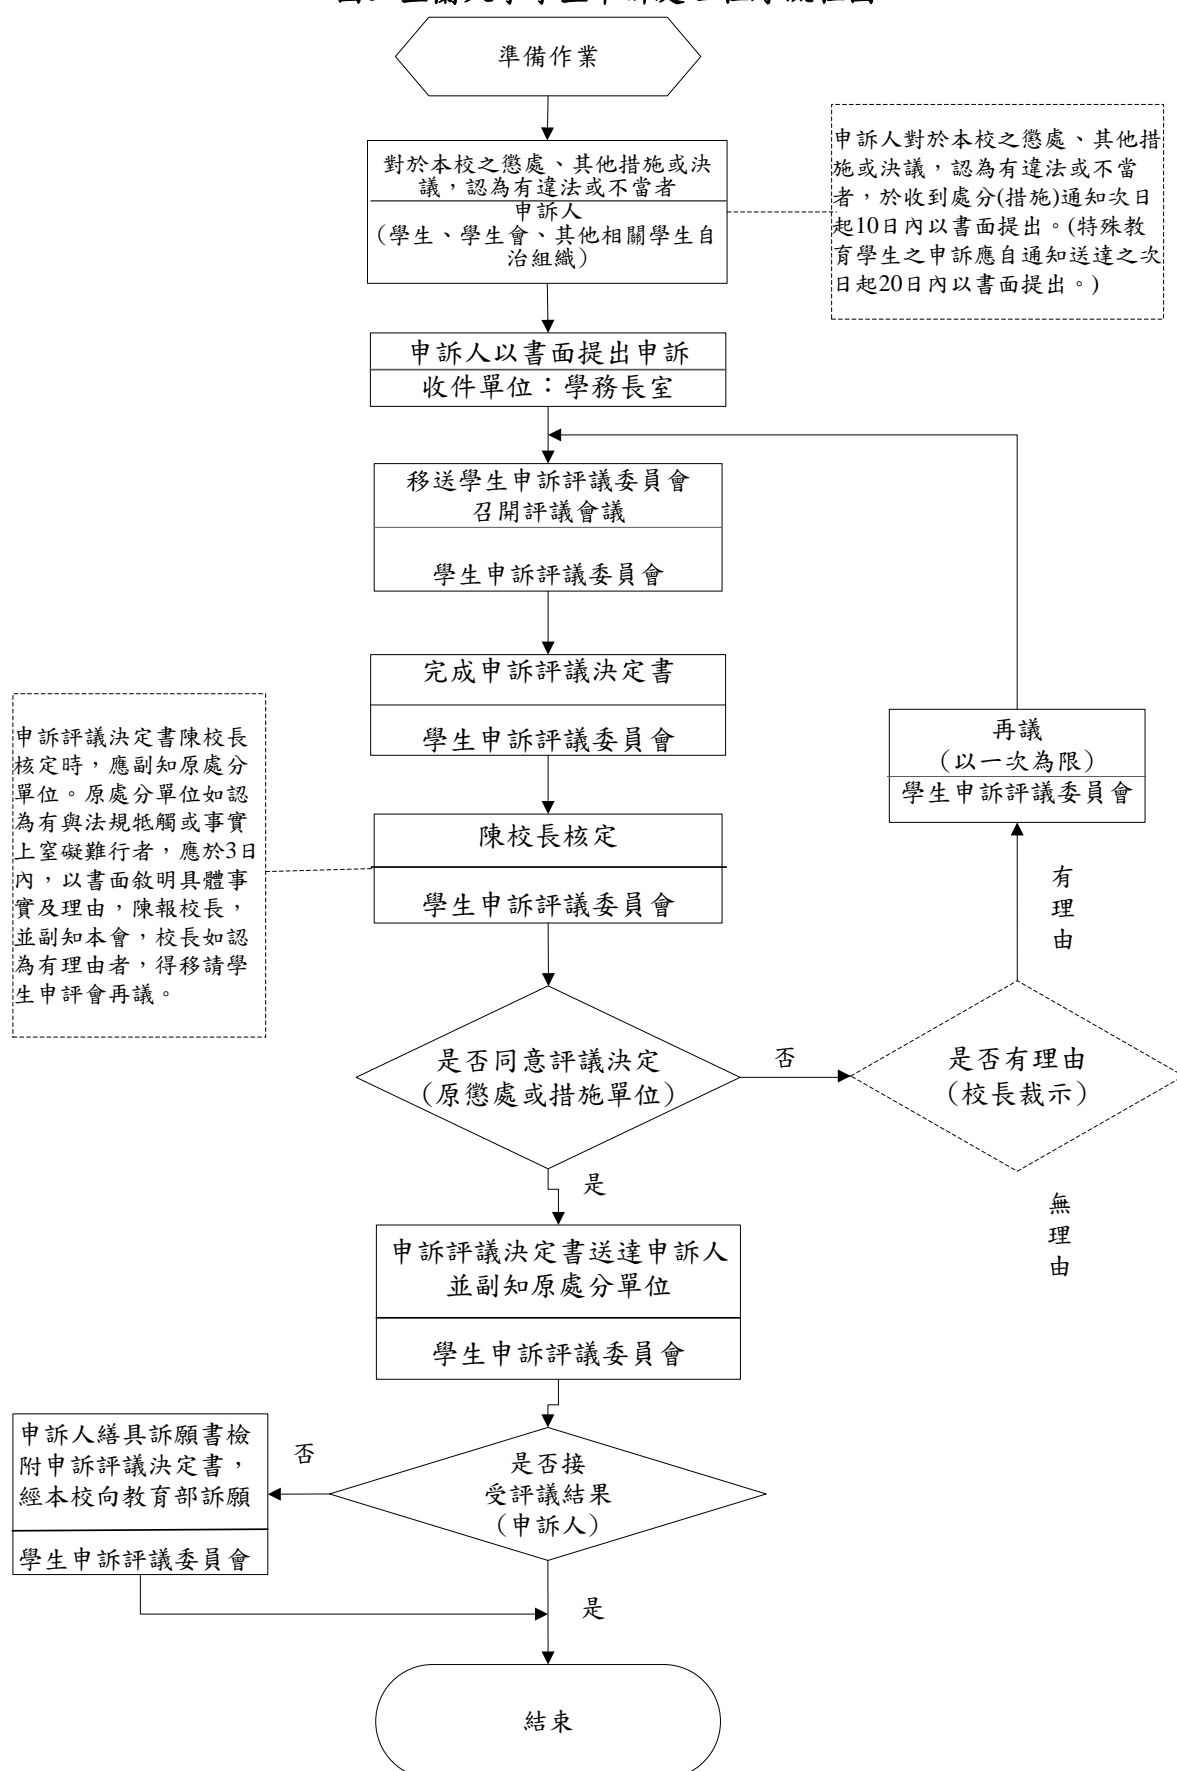 準備作業
對於本校之懲處、其他措施或決
議，認為有違法或不當者
申訴人
（學生、學生會、其他相關學生自
治組織）
申訴人對於本校之懲處、其他措
施或決議，認為有違法或不當
者，於收到處分(措施)通知次日
起10日內以書面提出。(特殊教
育學生之申訴應自通知送達之次
日起20日內以書面提出。)
申訴人以書面提出申訴
收件單位：學務長室
移送學生申訴評議委員會
召開評議會議
學生申訴評議委員會
完成申訴評議決定書
學生申訴評議委員會
申訴評議決定書陳校長
核定時，應副知原處分
單位。原處分單位如認
為有與法規牴觸或事實
上窒礙難行者，應於3日
內，以書面敘明具體事
實及理由，陳報校長，
並副知本會，校長如認
為有理由者，得移請學
生申評會再議。
再議
（以一次為限）
學生申訴評議委員會
陳校長核定
學生申訴評議委員會
有
理
由
是否同意評議決定
（原懲處或措施單位）
否
是否有理由
（校長裁示）
是
無
理
由
申訴評議決定書送達申訴人
並副知原處分單位
學生申訴評議委員會
申訴人繕具訴願書檢
附申訴評議決定書，
經本校向教育部訴願
學生申訴評議委員會
否
是否接
受評議結果
（申訴人）
是
結束